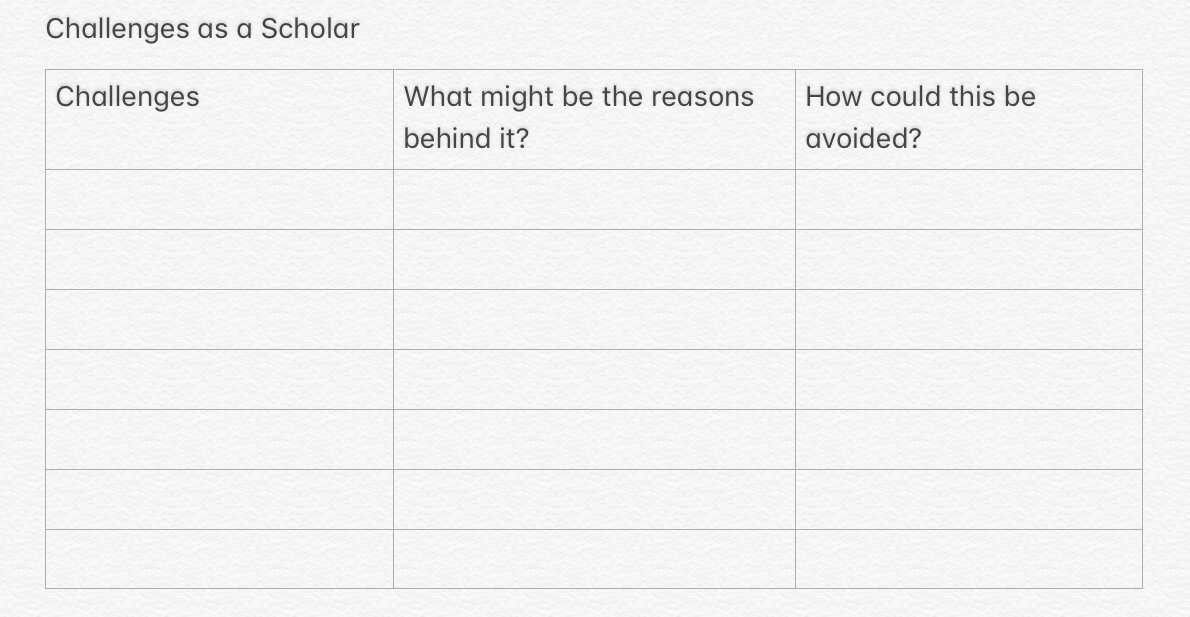 Challenges as a Scholar
Challenges
What might be the reasons
behind it?
How could this be
avoided?